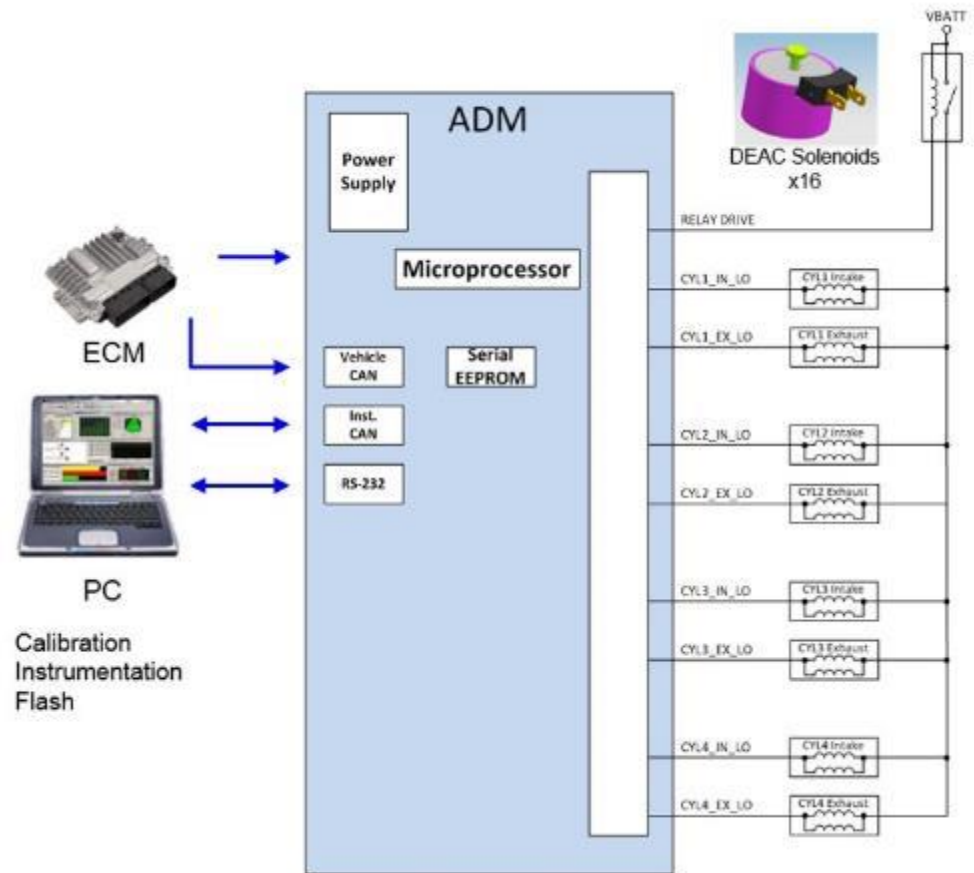 VBATT
ADM
Power
Supply
DEAC Solenoids
x16
RELAY DRIVE
Microprocessor
CYL1_IN_LO
CYL1 Intake
ECM
CYL1_EX_LO
CYL1 Exhaust
Vehicle
CAN
Serial
EEPROM
Inst.
CAN
CYL2_IN_LO
CYL2 Intake
RS-232
CYL2_EX_LO
CYL2 Exhaust
PC
CYL3_IN_LO
CYL3 Intake
Calibration
Instrumentation
Flash
CYL3_EX_LO
CYL3 Exhaust
CYL4_IN_LO
CYL4 Intake
CYL4_EX_LO
CYL4 Exhaust